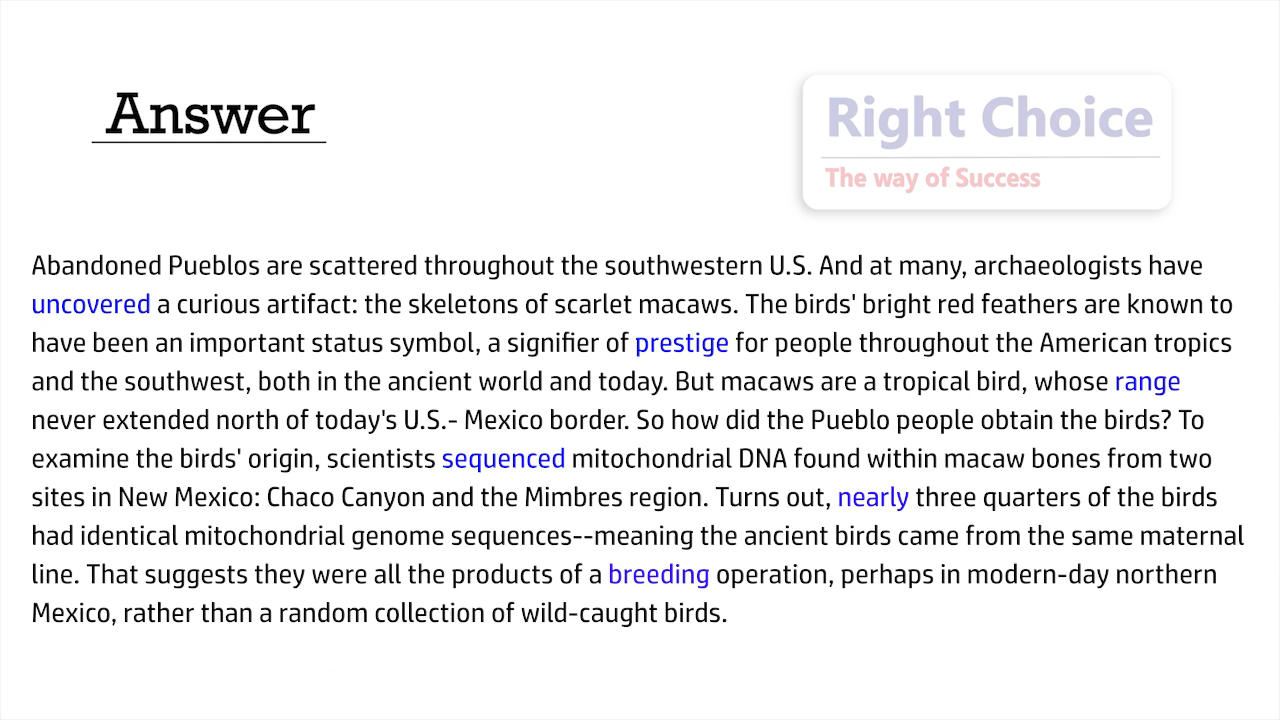 Answer
Right Choice
The way of Success
Abandoned Pueblos are scattered throughout the southwestern U.S. And at many, archaeologists have
uncovered a curious artifact: the skeletons of scarlet macaws. The birds' bright red feathers are known to
have been an important status symbol, a signifier of prestige for people throughout the American tropics
and the southwest, both in the ancient world and today. But macaws are a tropical bird, whose range
never extended north of today's U.S.- Mexico border. So how did the Pueblo people obtain the birds? To
examine the birds' origin, scientists sequenced mitochondrial DNA found within macaw bones from two
sites in New Mexico: Chaco Canyon and the Mimbres region. Turns out, nearly three quarters of the birds
had identical mitochondrial genome sequences--meaning the ancient birds came from the same maternal
line. That suggests they were all the products of a breeding operation, perhaps in modern-day northern
Mexico, rather than a random collection of wild-caught birds.